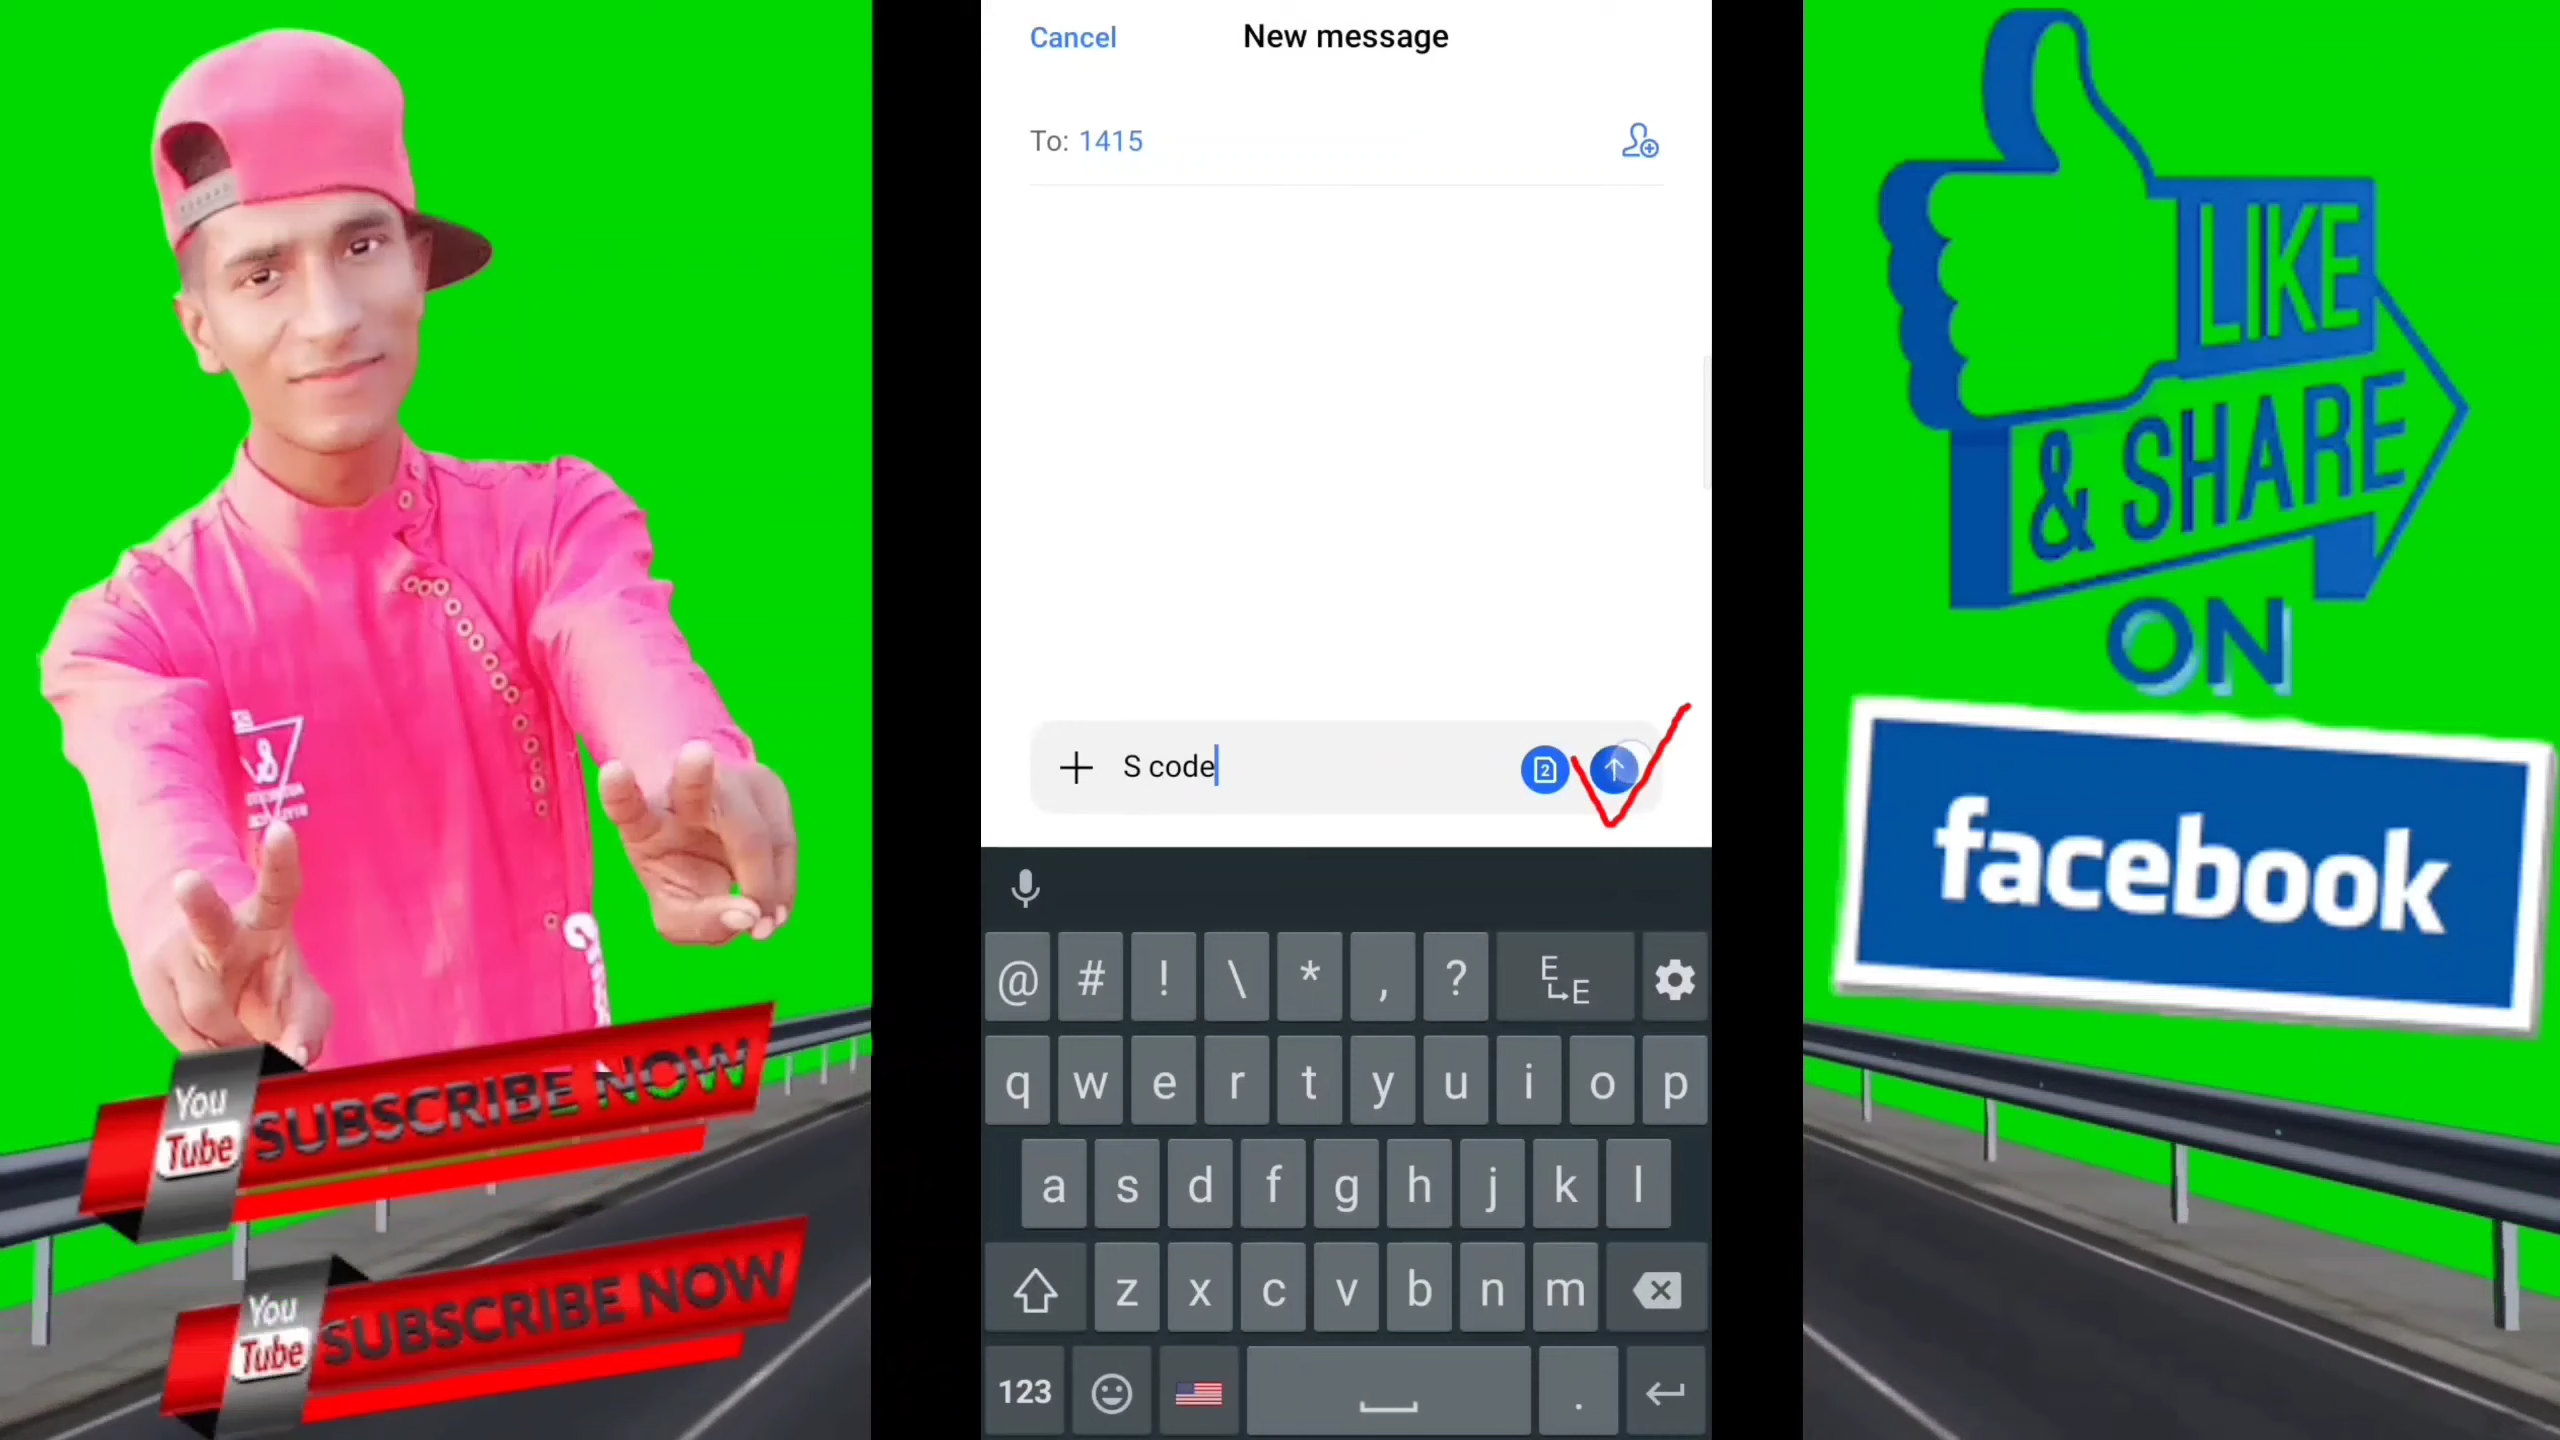 Cancel
New message
To: 1415
S code
2
@ # ! \ * , ? E E
q w e r t y u i o p
a s d f g h j k l
z x c v b n m
123 .
You
Tube
SUBSCRIBE NOW
You
Tube
SUBSCRIBE NOW
LIKE
& SHARE
ON
facebook